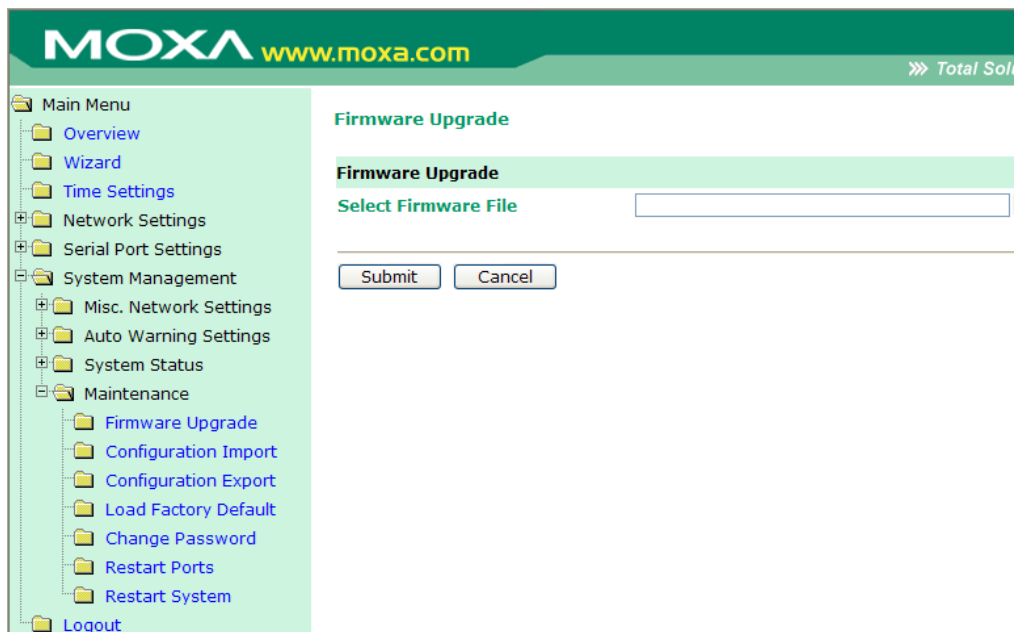 MOXA www.moxa.com
Total Sol
Main Menu
Overview
Wizard
Time Settings
Network Settings
Serial Port Settings
System Management
Misc. Network Settings
Auto Warning Settings
System Status
Maintenance
Firmware Upgrade
Configuration Import
Configuration Export
Load Factory Default
Change Password
Restart Ports
Restart System
Logout
Firmware Upgrade
Firmware Upgrade
Select Firmware File
Submit Cancel